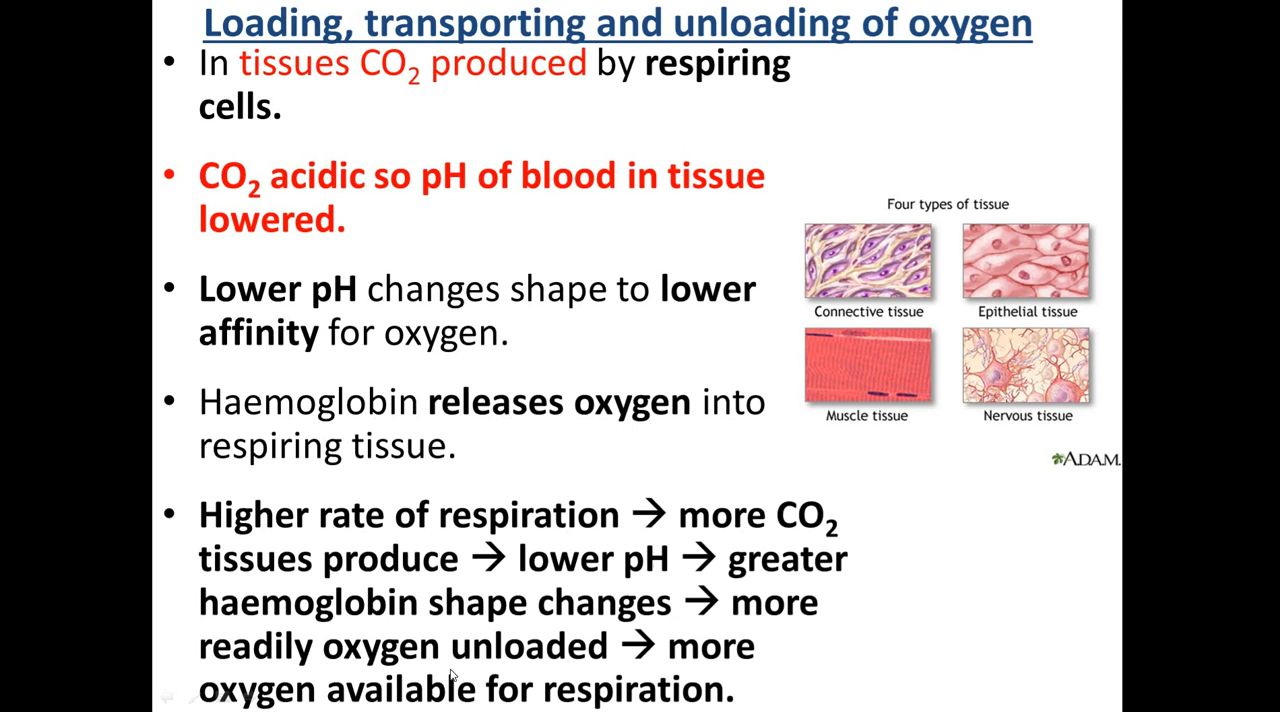 Loading, transporting and unloading of oxygen
• In tissues CO₂ produced by respiring
cells.
• CO₂ acidic so pH of blood in tissue
lowered.
• Lower pH changes shape to lower
affinity for oxygen.
• Haemoglobin releases oxygen into
respiring tissue.
• Higher rate of respiration → more CO₂
tissues produce → lower pH → greater
haemoglobin shape changes → more
readily oxygen unloaded → more
oxygen available for respiration.
Four types of tissue
Connective tissue
Epithelial tissue
Muscle tissue
Nervous tissue
ADAM.